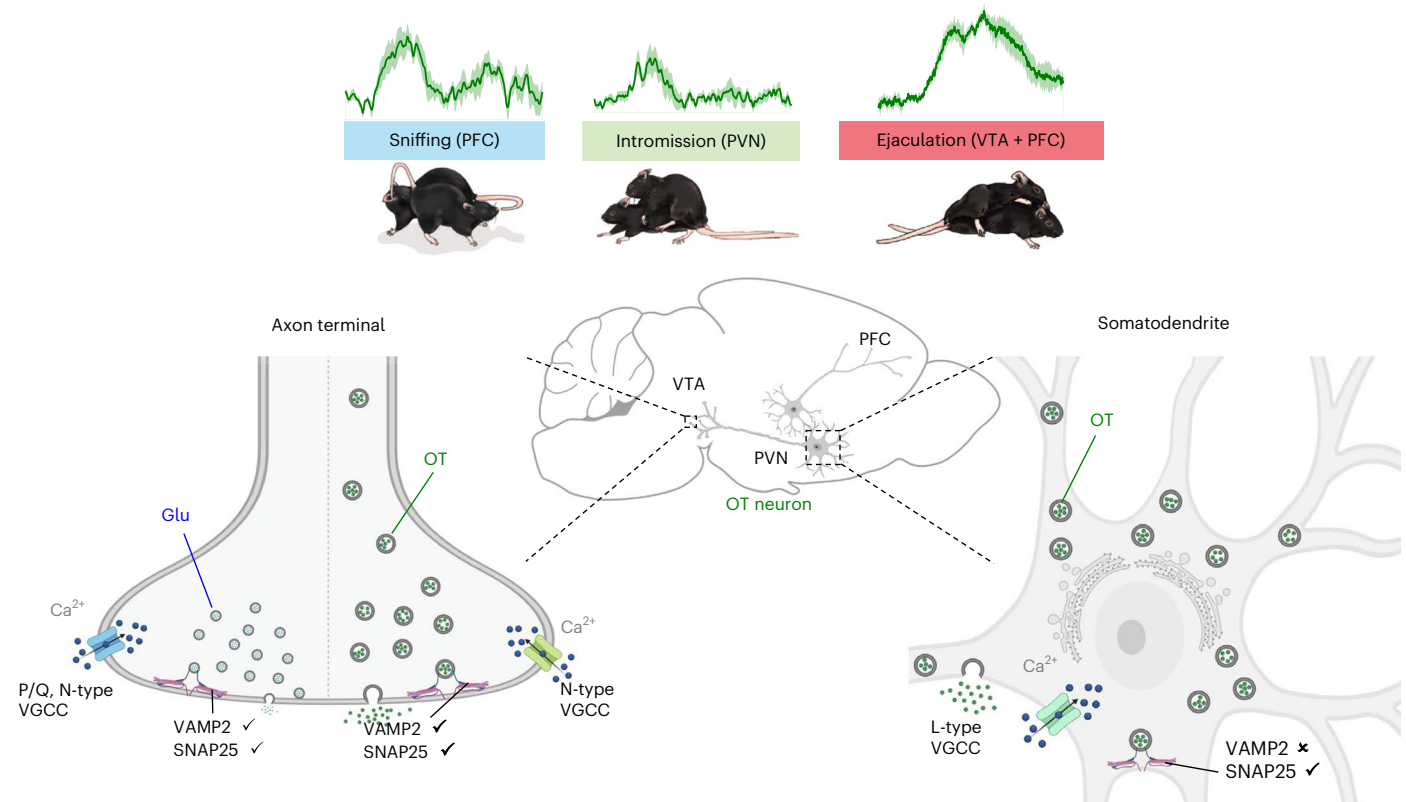 Sniffing (PFC)
Intromission (PVN)
Ejaculation (VTA + PFC)
Axon terminal
Somatodendrite
PFC
VTA
PVN
OT neuron
OT
Glu
Ca2+
Ca2+
P/Q, N-type
VGCC
N-type
VGCC
VAMP2 ✓
SNAP25 ✓
VAMP2 ✓
SNAP25 ✓
OT
Ca2+
L-type
VGCC
VAMP2 ×
SNAP25 ✓